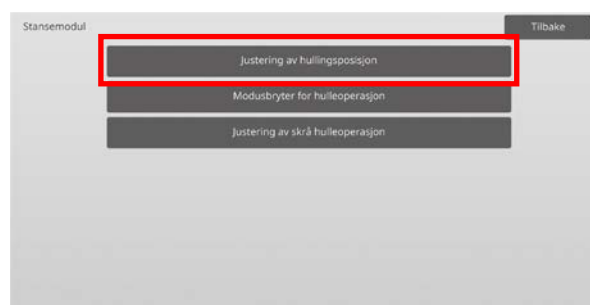 Stansemodul
Tilbake
Justering av hullingsposisjon
Modusbryter for hulleoperasjon
Justering av skrå hulleoperasjon